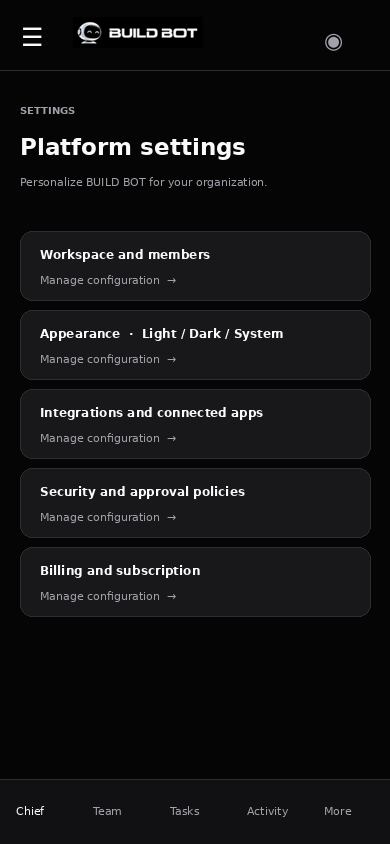 ☰ BUILD BOT ◉
SETTINGS
Platform settings
Personalize BUILD BOT for your organization.
Workspace and members
Manage configuration →
Appearance · Light / Dark / System
Manage configuration →
Integrations and connected apps
Manage configuration →
Security and approval policies
Manage configuration →
Billing and subscription
Manage configuration →
Chief Team Tasks Activity More